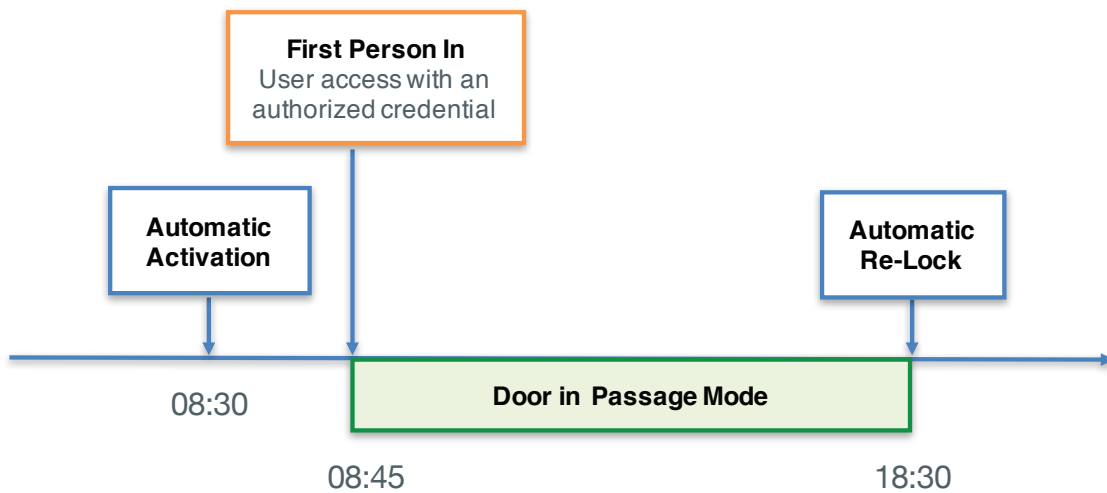 First Person In
User access with an
authorized credential
Automatic
Activation
Automatic
Re-Lock
08:30
Door in Passage Mode
08:45
18:30